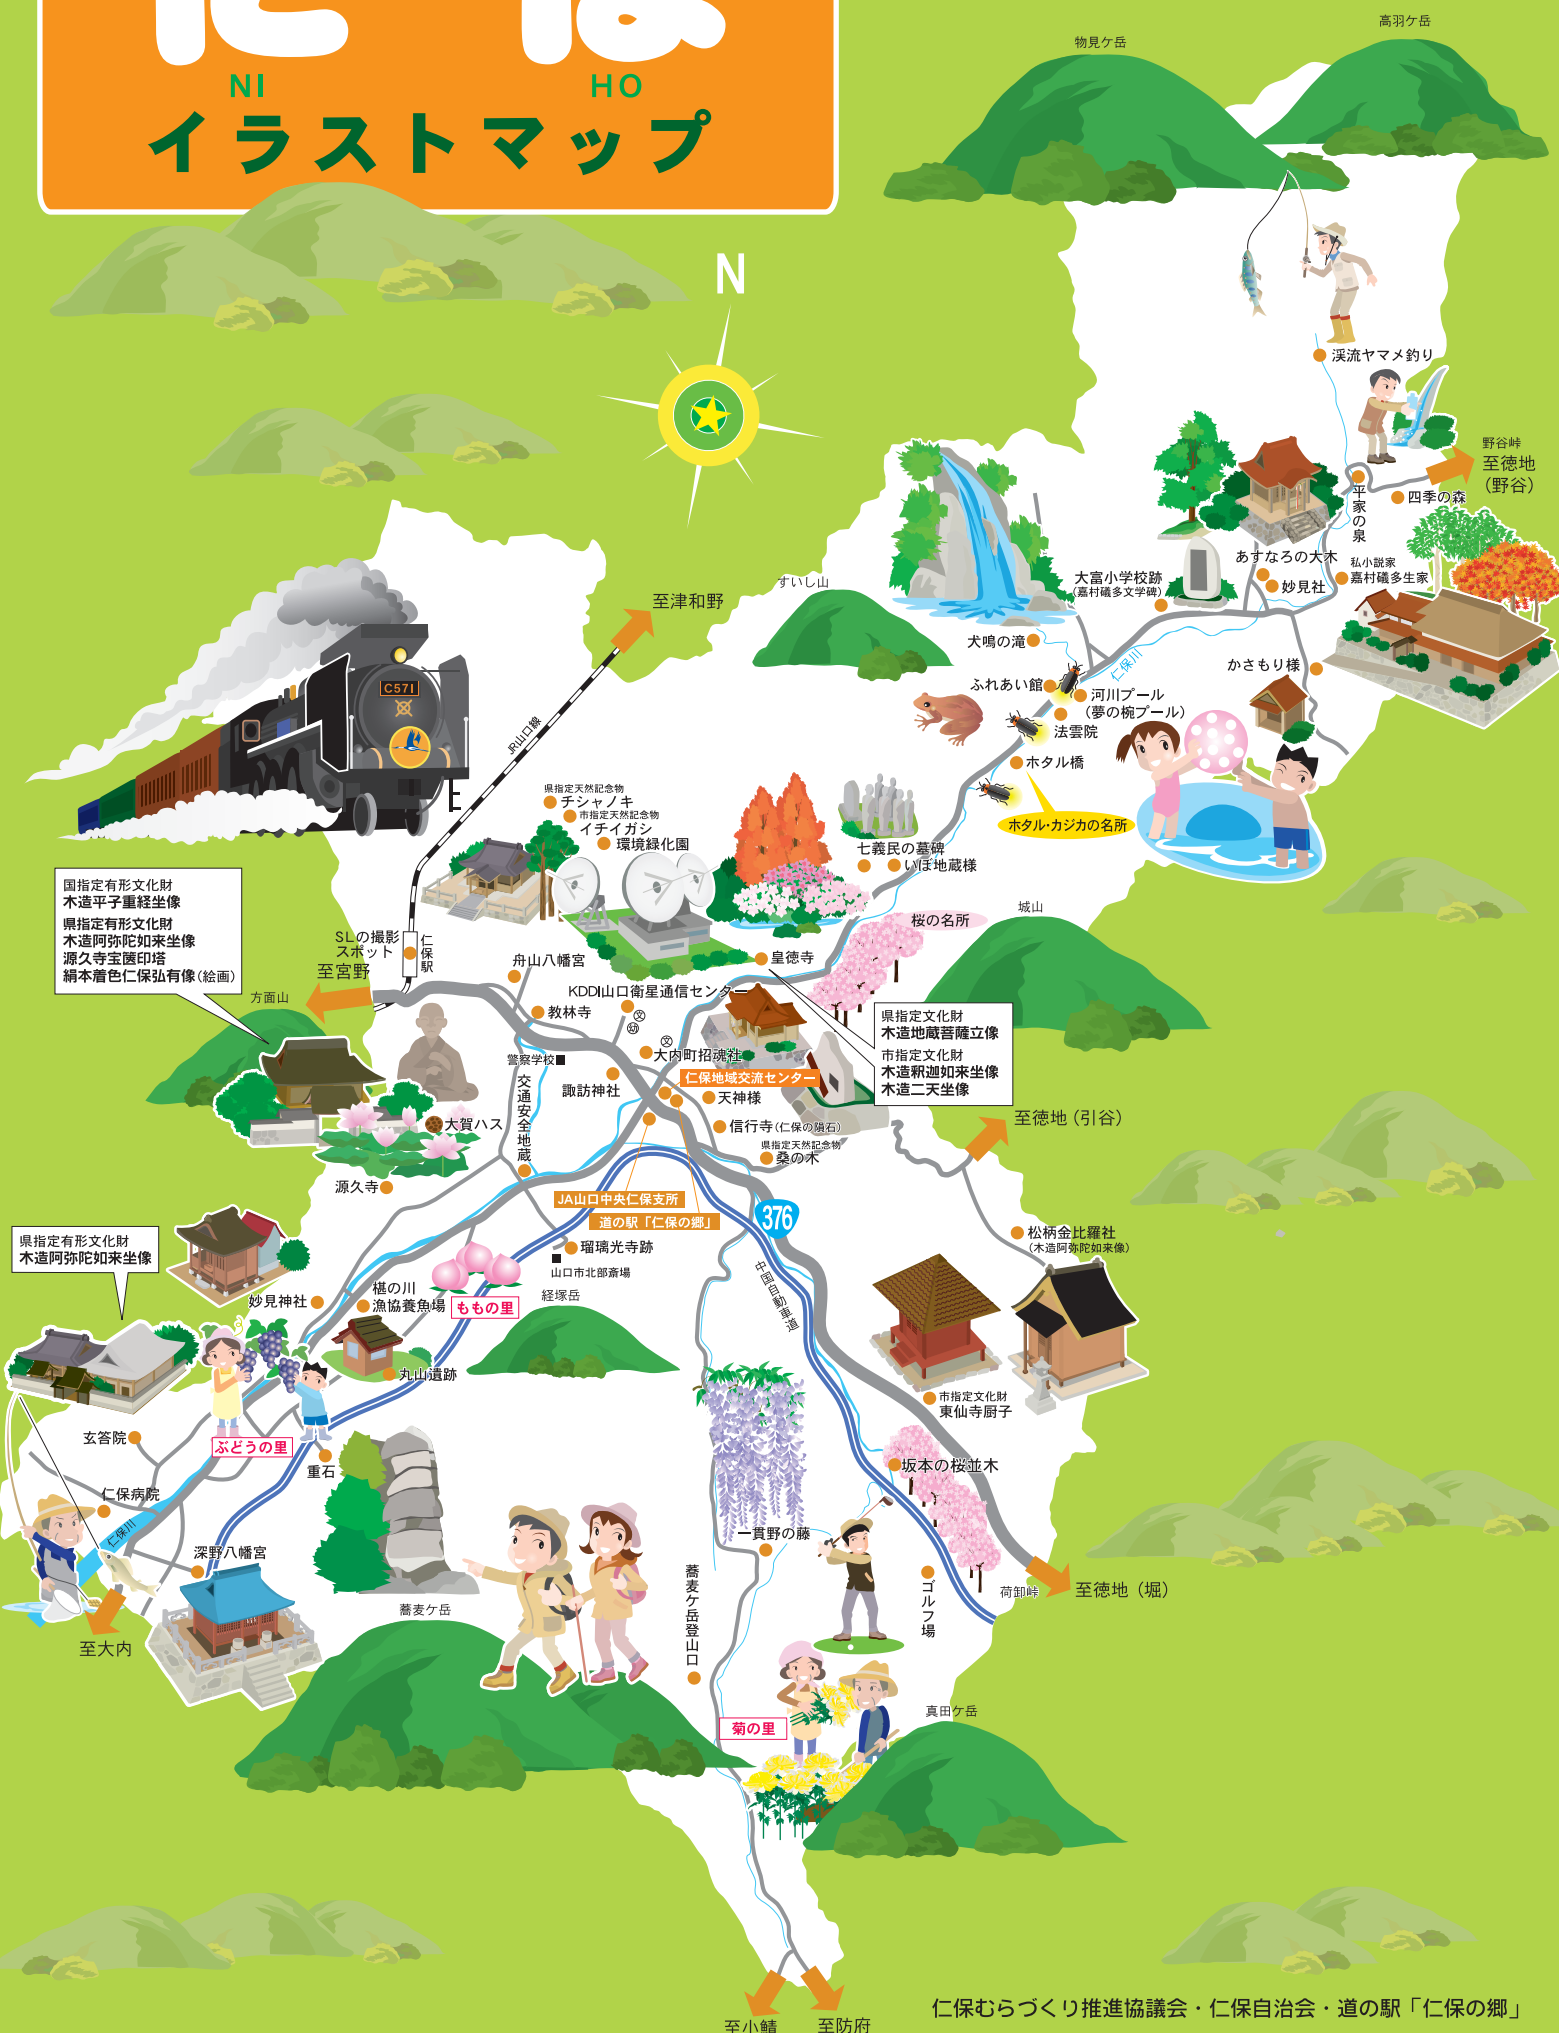 にほ
NI HO
イラストマップ
高羽ケ岳
物見ケ岳
N
渓流ヤマメ釣り
野谷峠
至徳地
（野谷）
平家の泉
四季の森
あすなろの大木
妙見社
私小説家
嘉村礒多生家
大富小学校跡
（嘉村礒多文学碑）
すいし山
至津和野
犬鳴の滝
仁保川
かさもり様
ふれあい館
河川プール
（夢の椀プール）
法雲院
ホタル橋
ホタル・カジカの名所
C571
JR山口線
県指定天然記念物
チシャノキ
市指定天然記念物
イチイガシ
環境緑化園
七義民の墓碑
いぼ地蔵様
桜の名所
城山
国指定有形文化財
木造平子重経坐像
県指定有形文化財
木造阿弥陀如来坐像
源久寺宝篋印塔
絹本着色仁保弘有像（絵画）
SLの撮影
スポット
仁保駅
至宮野
方面山
舟山八幡宮
皇徳寺
KDDI山口衛星通信センター
教林寺
文
幼
文
県指定文化財
木造地蔵菩薩立像
市指定文化財
木造釈迦如来坐像
木造二天坐像
警察学校
大内町招魂社
諏訪神社
仁保地域交流センター
天神様
交通安全地蔵
大賀ハス
信行寺（仁保の隕石）
県指定天然記念物
桑の木
至徳地（引谷）
源久寺
JA山口中央仁保支所
道の駅「仁保の郷」
376
県指定有形文化財
木造阿弥陀如来坐像
瑠璃光寺跡
山口市北部斎場
松柄金比羅社
（木造阿弥陀如来像）
中国自動車道
妙見神社
椹の川
漁協養魚場
ももの里
経塚岳
丸山遺跡
市指定文化財
東仙寺厨子
玄答院
ぶどうの里
重石
坂本の桜並木
仁保病院
仁保川
一貫野の藤
深野八幡宮
蕎麦ケ岳登山口
ゴルフ場
荷卸峠
至徳地（堀）
蕎麦ケ岳
至大内
菊の里
真田ケ岳
仁保むらづくり推進協議会・仁保自治会・道の駅「仁保の郷」
至小鯖
至防府